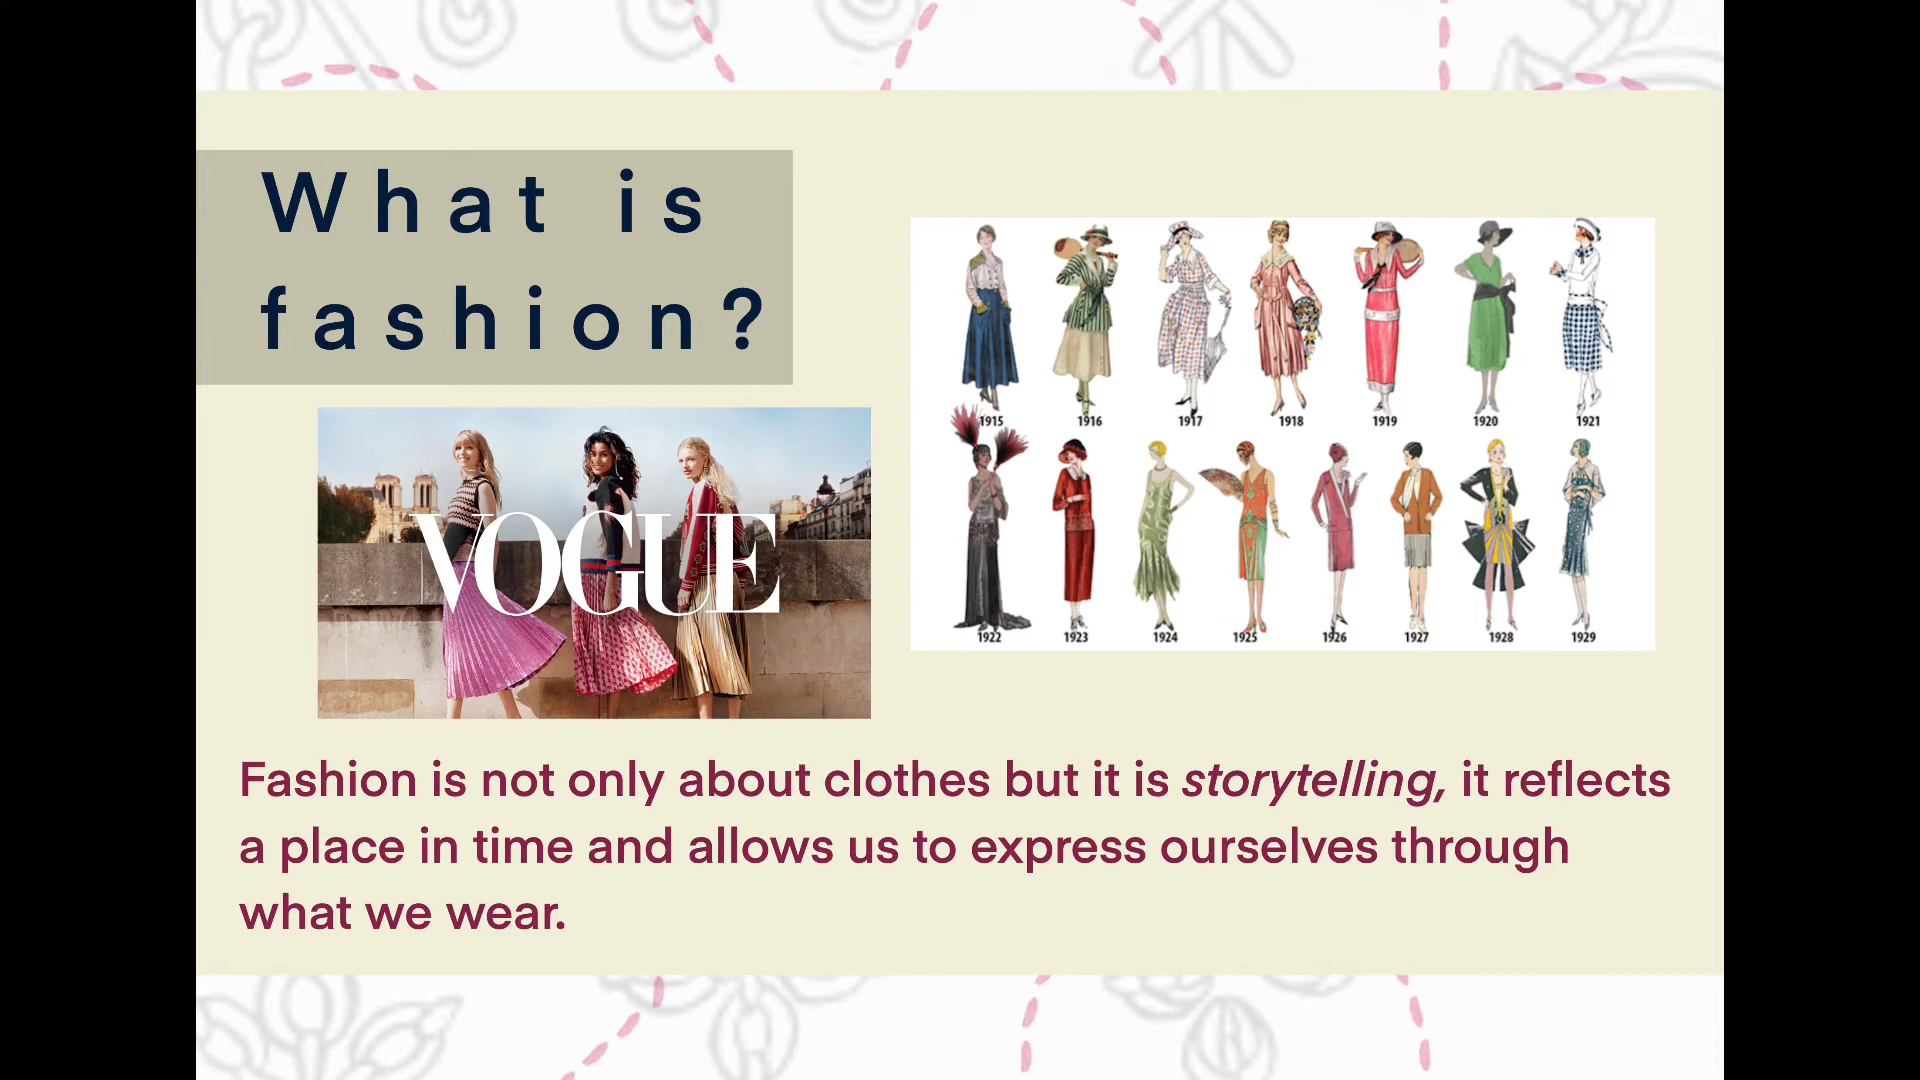 What is
fashion?
VOGUE
1915 1916 1917 1918 1919 1920 1921
1922 1923 1924 1925 1926 1927 1928 1929
Fashion is not only about clothes but it is storytelling, it reflects
a place in time and allows us to express ourselves through
what we wear.